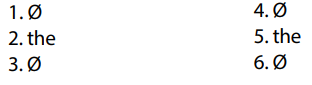 1. Ø
2. the
3. Ø
4. Ø
5. the
6. Ø